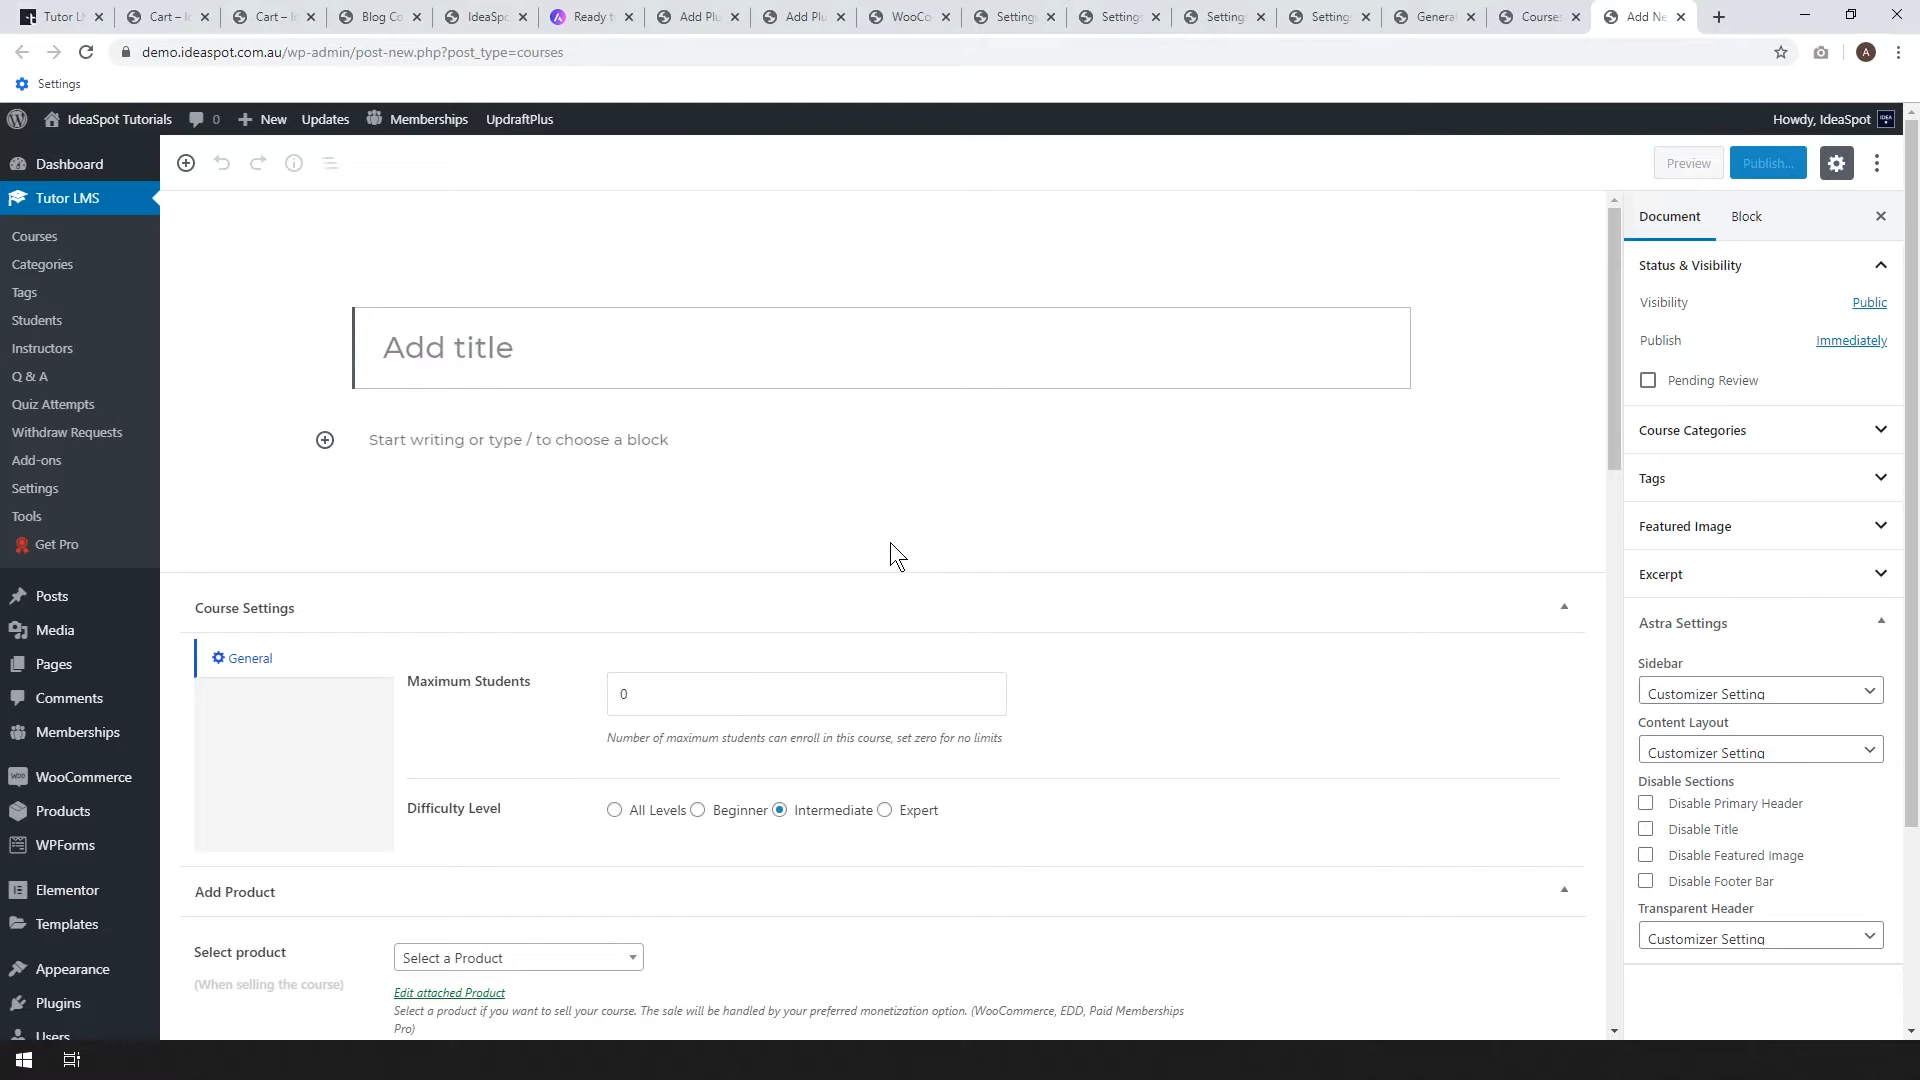 Tutor L
Cart – I
Cart – I
Blog Co
IdeaSpo
Ready t
Add Plu
Add Plu
WooCo
Setting
Setting
Setting
Setting
General
Courses
Add Ne
demo.ideaspot.com.au/wp-admin/post-new.php?post_type=courses
A
Settings
IdeaSpot Tutorials
0
New
Updates
Memberships
UpdraftPlus
Howdy, IdeaSpot
Dashboard
Tutor LMS
Courses
Categories
Tags
Students
Instructors
Q & A
Quiz Attempts
Withdraw Requests
Add-ons
Settings
Tools
Get Pro
Posts
Media
Pages
Comments
Memberships
WooCommerce
Products
WPForms
Elementor
Templates
Appearance
Plugins
Users
Preview
Publish...
Add title
Start writing or type / to choose a block
Course Settings
General
Maximum Students
0
Number of maximum students can enroll in this course, set zero for no limits
Difficulty Level
All Levels
Beginner
Intermediate
Expert
Add Product
Select product
(When selling the course)
Select a Product
Edit attached Product
Select a product if you want to sell your course. The sale will be handled by your preferred monetization option. (WooCommerce, EDD, Paid Memberships
Pro)
Document
Block
Status & Visibility
Visibility
Public
Publish
Immediately
Pending Review
Course Categories
Tags
Featured Image
Excerpt
Astra Settings
Sidebar
Customizer Setting
Content Layout
Customizer Setting
Disable Sections
Disable Primary Header
Disable Title
Disable Featured Image
Disable Footer Bar
Transparent Header
Customizer Setting